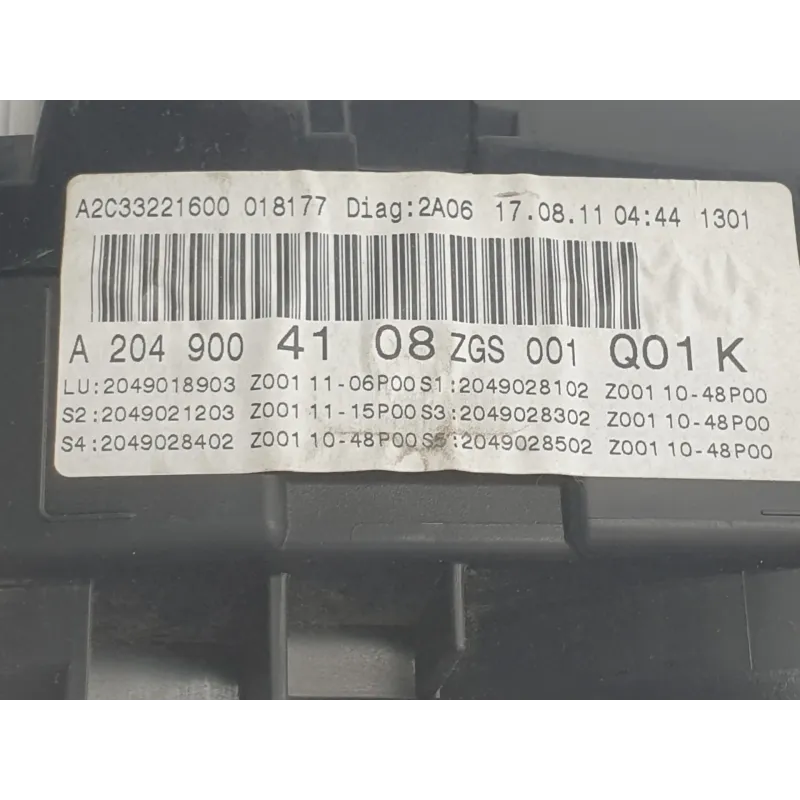 A2C33221600 018177 Diag:2A06 17.08.11 04:44 1301
A 204 900 41 08 ZGS 001 Q01 K
LU:2049018903 Z001 11-06P00 S1:2049028102 Z001 10-48P00
S2:2049021203 Z001 11-15P00 S3:2049028302 Z001 10-48P00
S4:2049028402 Z001 10-48P00 S5:2049028502 Z001 10-48P00